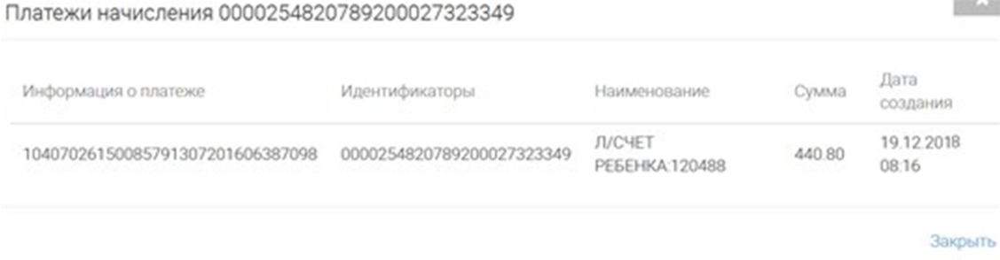 Платежи начисления 0000254820789200027323349
Информация о платеже Идентификаторы Наименование Сумма Дата создания
10407026150085791307201606387098 0000254820789200027323349 Л/СЧЕТ РЕБЕНКА:120488 440.80 19.12.2018 08:16
Закрыть